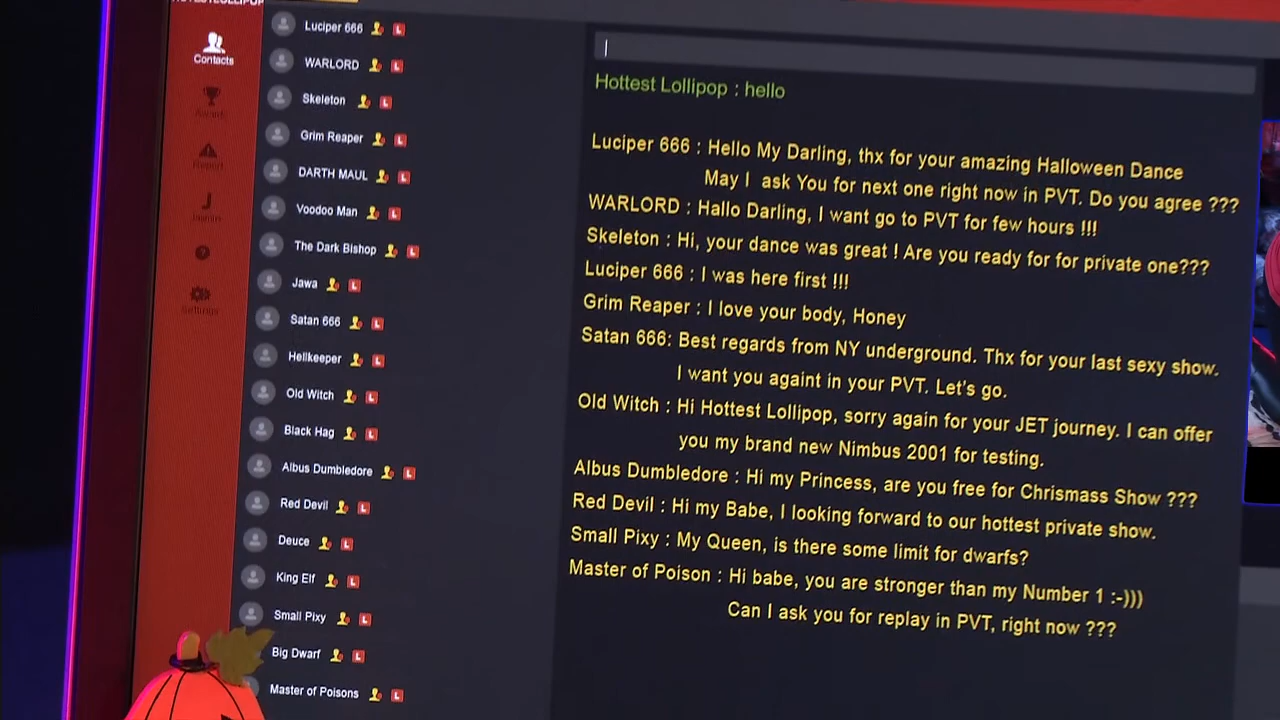 Contacts
Settings
Luciper 666
WARLORD
Skeleton
Grim Reaper
DARTH MAUL
Voodoo Man
The Dark Bishop
Jawa
Satan 666
Hellkeeper
Old Witch
Black Hag
Albus Dumbledore
Red Devil
Deuce
King Elf
Small Pixy
Big Dwarf
Master of Poisons
Hottest Lollipop : hello
Luciper 666 : Hello My Darling, thx for your amazing Halloween Dance
May I ask You for next one right now in PVT. Do you agree ???
WARLORD : Hallo Darling, I want go to PVT for few hours !!!
Skeleton : Hi, your dance was great ! Are you ready for for private one???
Luciper 666 : I was here first !!!
Grim Reaper : I love your body, Honey
Satan 666: Best regards from NY underground. Thx for your last sexy show.
I want you againt in your PVT. Let's go.
Old Witch : Hi Hottest Lollipop, sorry again for your JET journey. I can offer
you my brand new Nimbus 2001 for testing.
Albus Dumbledore : Hi my Princess, are you free for Chrismass Show ???
Red Devil : Hi my Babe, I looking forward to our hottest private show.
Small Pixy : My Queen, is there some limit for dwarfs?
Master of Poison : Hi babe, you are stronger than my Number 1 :-)))
Can I ask you for replay in PVT, right now ???